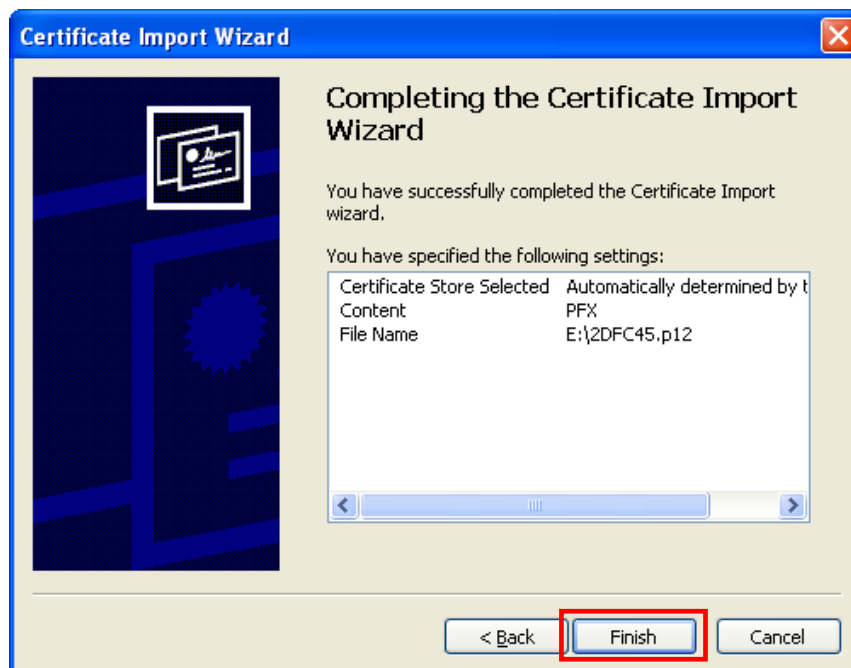 Certificate Import Wizard
Completing the Certificate Import
Wizard
You have successfully completed the Certificate Import
wizard.
You have specified the following settings:
Certificate Store Selected Automatically determined by t
Content PFX
File Name E:\2DFC45.p12
< Back Finish Cancel